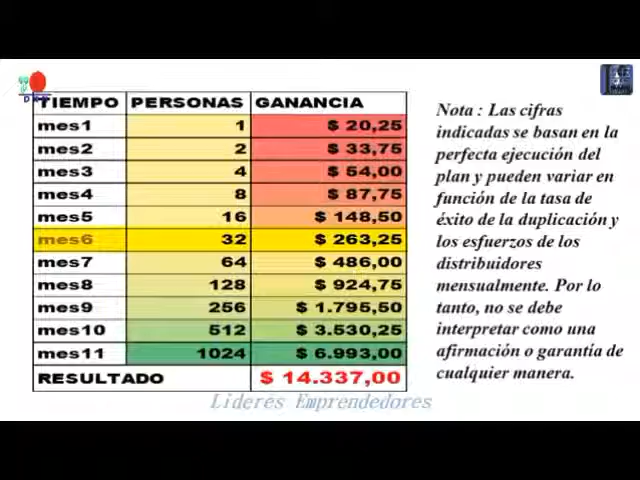 TIEMPO PERSONAS GANANCIA
mes1 1 $ 20,25
mes2 2 $ 33,75
mes3 4 $ 54,00
mes4 8 $ 87,75
mes5 16 $ 148,50
mes6 32 $ 263,25
mes7 64 $ 486,00
mes8 128 $ 924,75
mes9 256 $ 1.795,50
mes10 512 $ 3.530,25
mes11 1024 $ 6.993,00
RESULTADO $ 14.337,00
Nota : Las cifras
indicadas se basan en la
perfecta ejecución del
plan y pueden variar en
función de la tasa de
éxito de la duplicación y
los esfuerzos de los
distribuidores
mensualmente. Por lo
tanto, no se debe
interpretar como una
afirmación o garantía de
cualquier manera.
Liderés Emprendedores